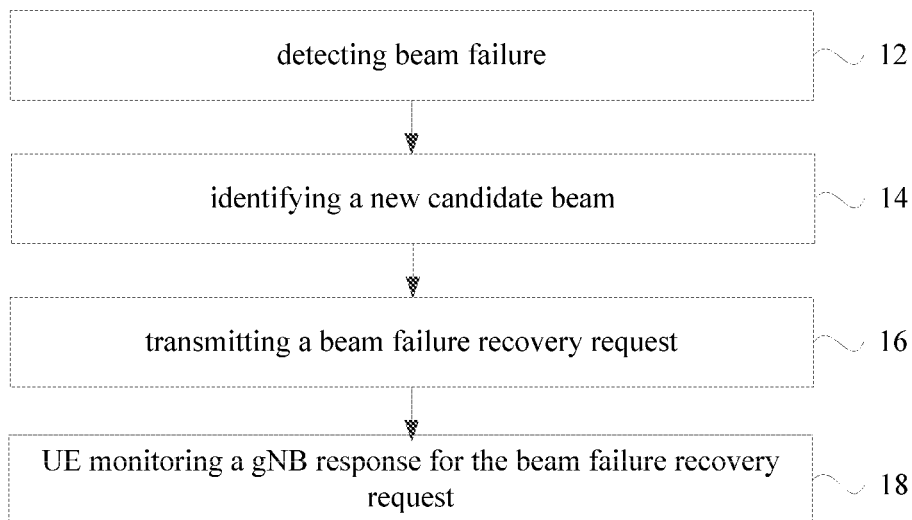 detecting beam failure
12
identifying a new candidate beam
14
transmitting a beam failure recovery request
16
UE monitoring a gNB response for the beam failure recovery
request
18